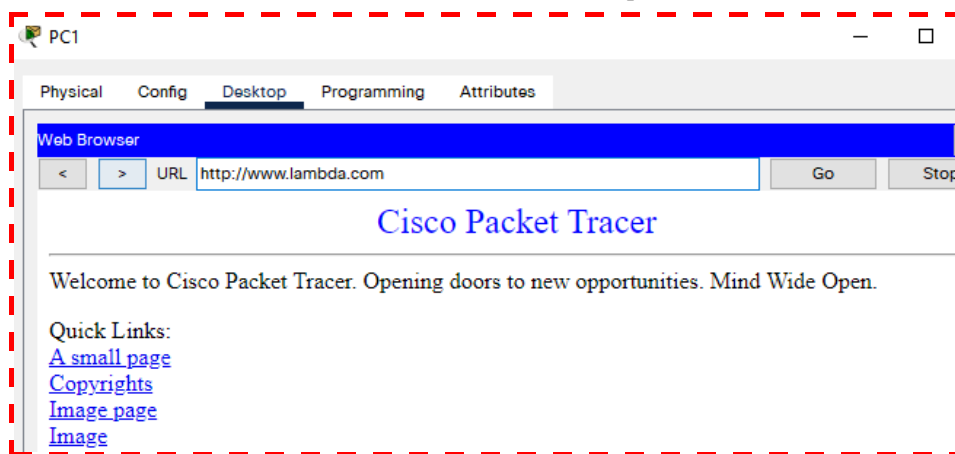 PC1
Physical Config Desktop Programming Attributes
Web Browser
< > URL http://www.lambda.com Go Stop
Cisco Packet Tracer
Welcome to Cisco Packet Tracer. Opening doors to new opportunities. Mind Wide Open.
Quick Links:
A small page
Copyrights
Image page
Image